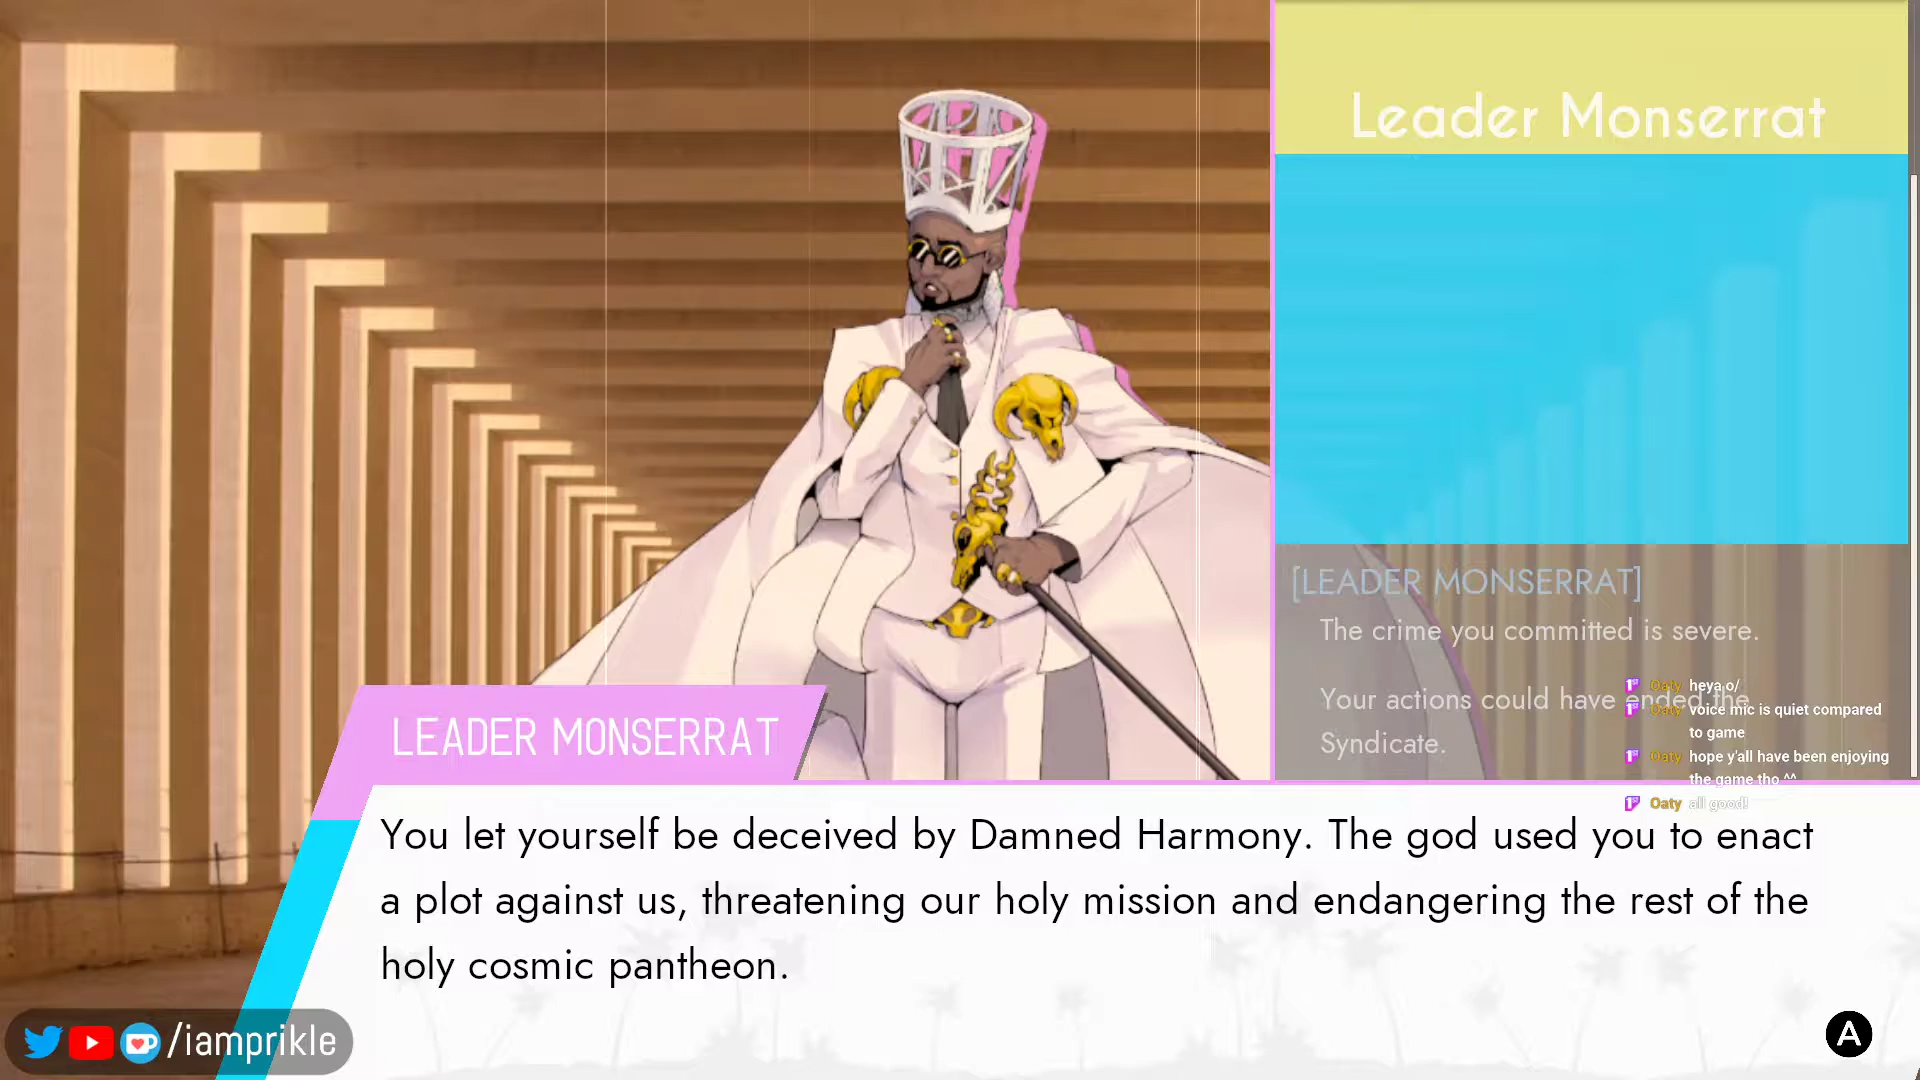 Leader Monserrat
[LEADER MONSERRAT]
The crime you committed is severe.
Your actions could have ended the
Syndicate.
Oaty heya o/
Oaty voice mic is quiet compared
to game
Oaty hope y'all have been enjoying
the game tho ^^
Oaty all good!
LEADER MONSERRAT
You let yourself be deceived by Damned Harmony. The god used you to enact
a plot against us, threatening our holy mission and endangering the rest of the
holy cosmic pantheon.
/iamprikle
A